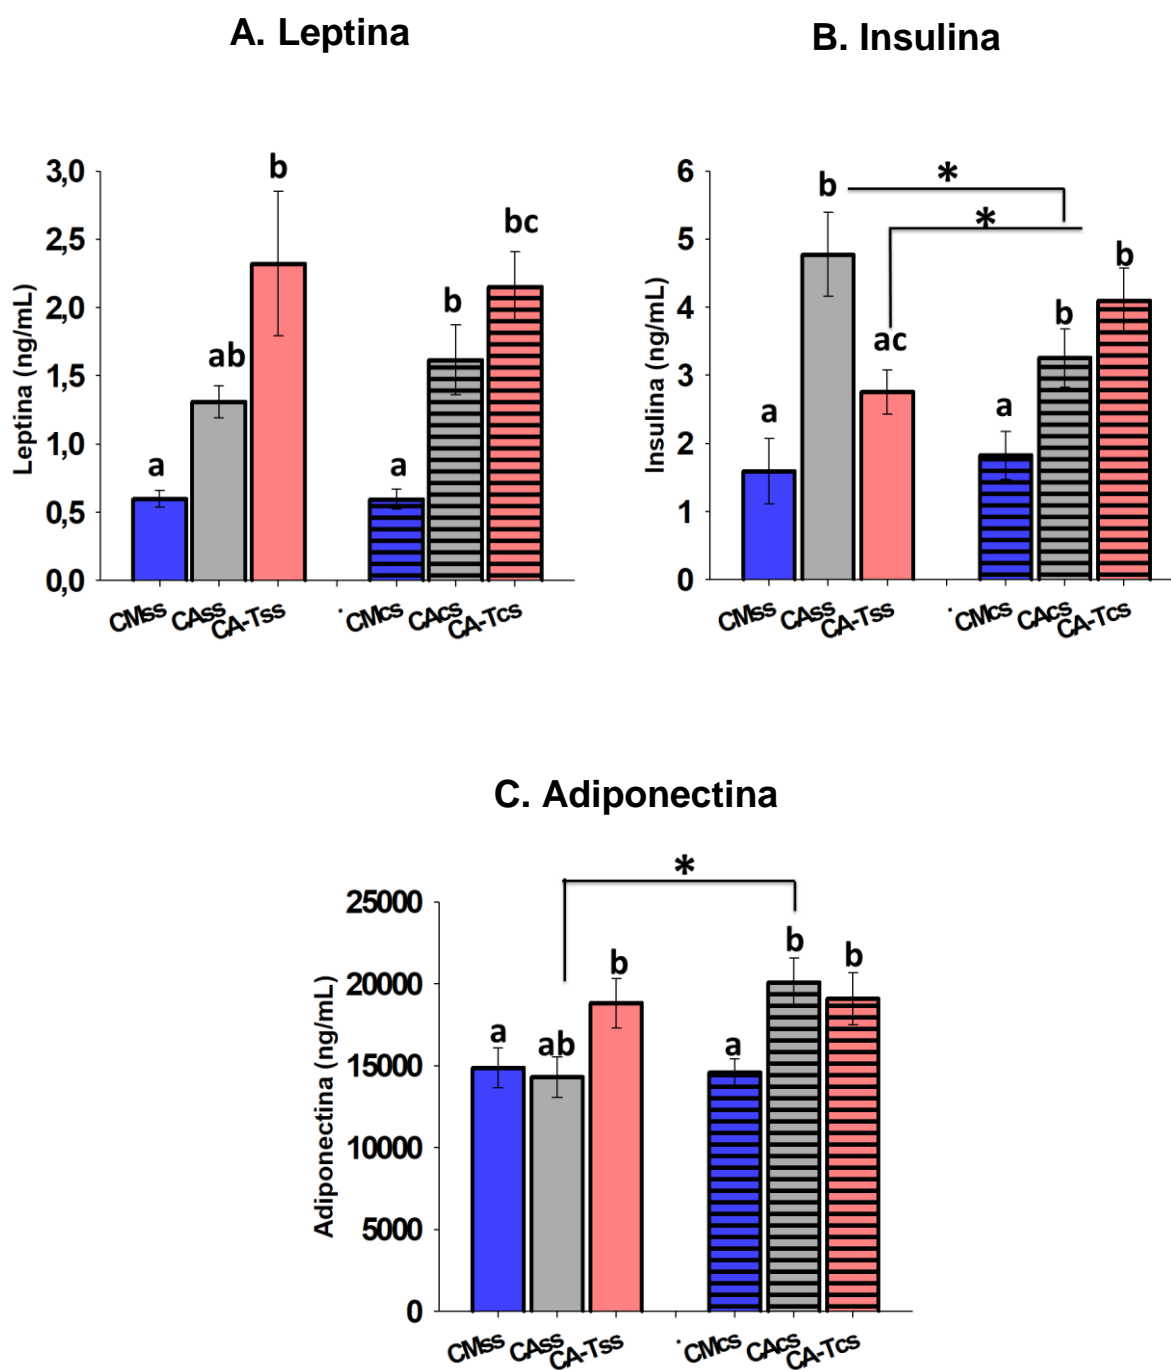 A. Leptina
B. Insulina
3,0
2,5
2,0
1,5
1,0
0,5
0,0
Leptina (ng/mL)
a
ab
b
a
b
bc
CMss
CAss
CA-Tss
.
CMcs
CAcs
CA-Tcs
6
5
4
3
2
1
0
Insulina (ng/mL)
a
b
ac
a
b
b
*
*
CMss
CAss
CA-Tss
.
CMcs
CAcs
CA-Tcs
C. Adiponectina
25000
20000
15000
10000
5000
0
Adiponectina (ng/mL)
a
ab
b
a
b
b
*
CMss
CAss
CA-Tss
.
CMcs
CAcs
CA-Tcs